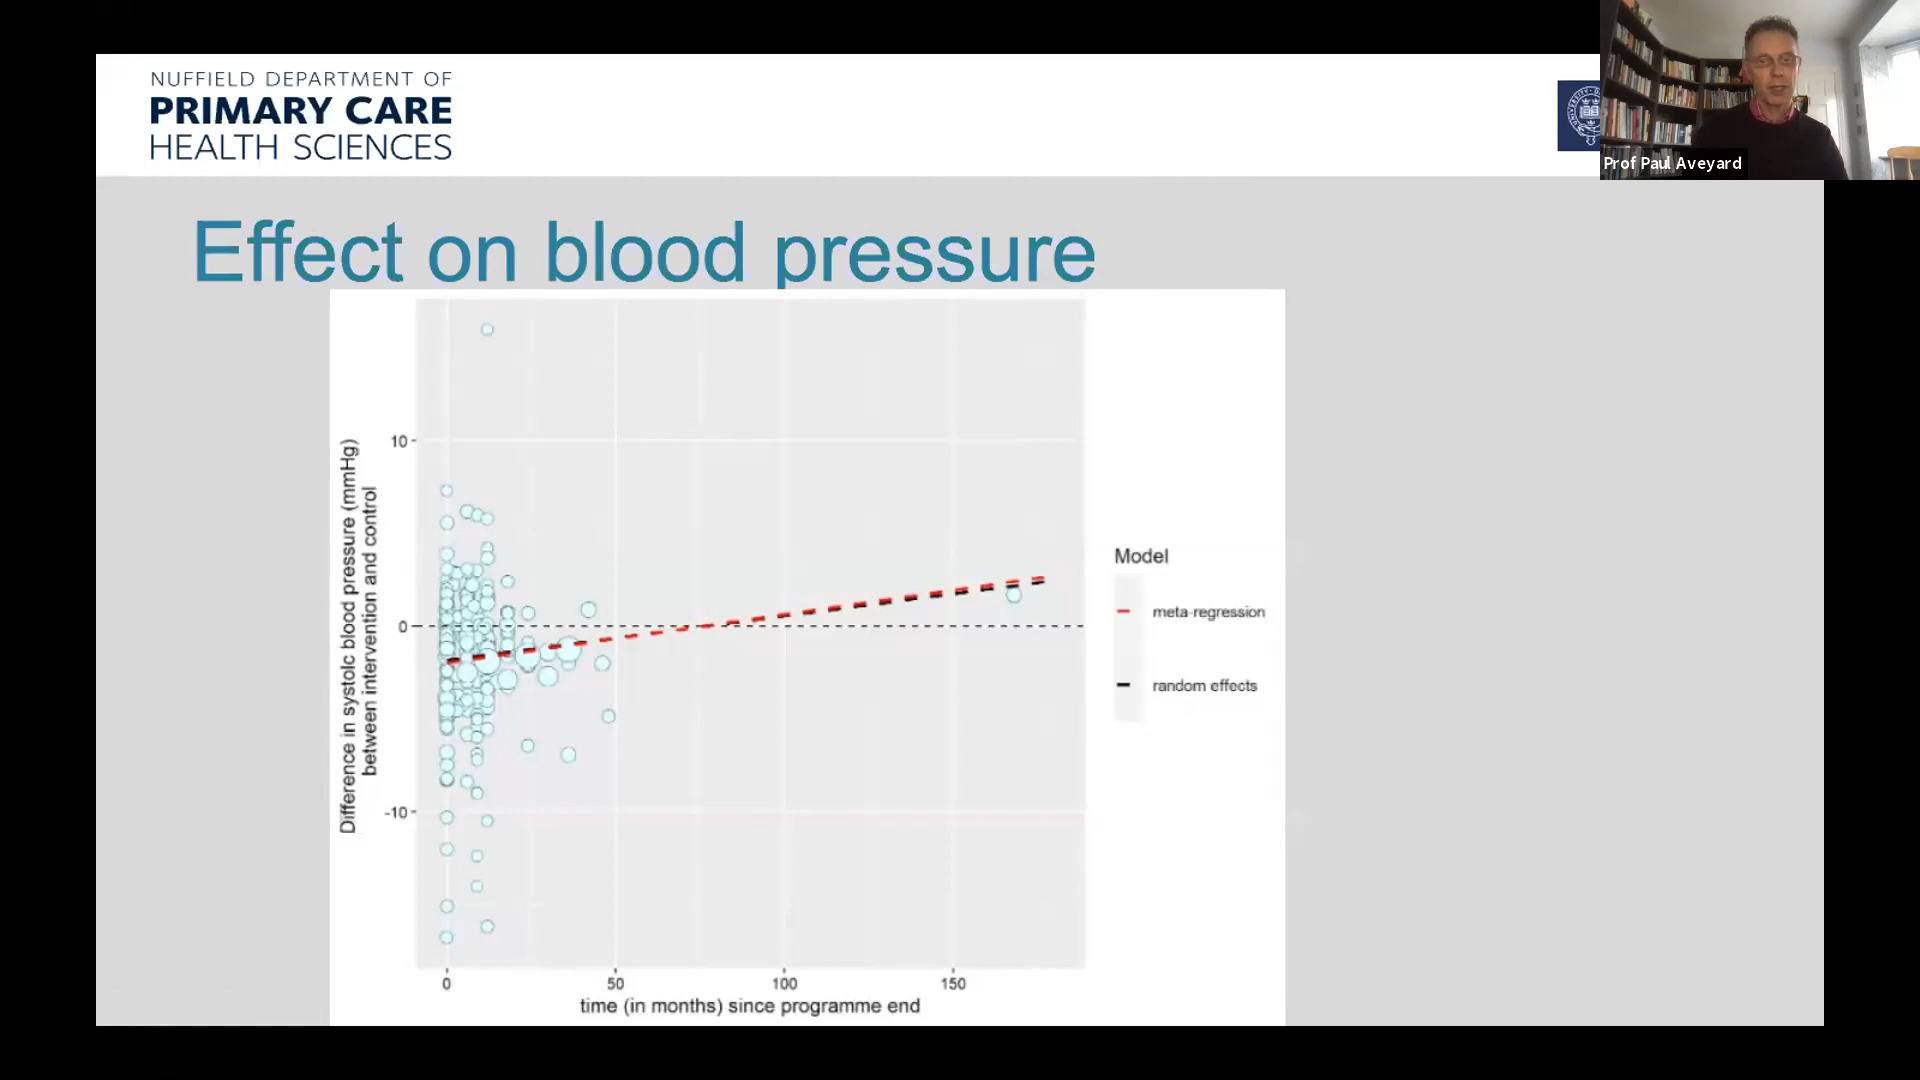 NUFFIELD DEPARTMENT OF
PRIMARY CARE
HEALTH SCIENCES
Prof Paul Aveyard
Effect on blood pressure
Difference in systolc blood pressure (mmHg)
between intervention and control
10
0
-10
0
50
100
150
time (in months) since programme end
Model
meta-regression
random effects